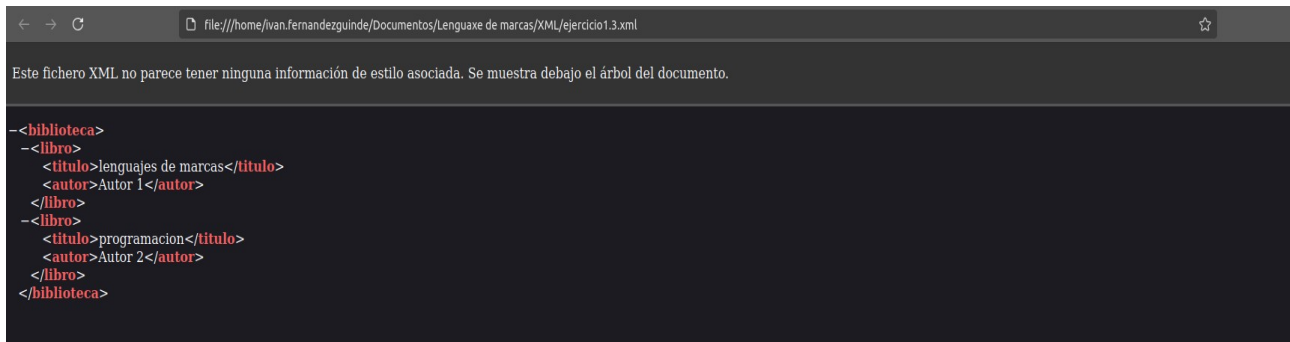 file:///home/ivan.fernandezguinde/Documentos/Lenguaxe de marcas/XML/ejercicio1.3.xml
Este fichero XML no parece tener ninguna información de estilo asociada. Se muestra debajo el árbol del documento.
−<biblioteca>
−<libro>
<titulo>lenguajes de marcas</titulo>
<autor>Autor 1</autor>
</libro>
−<libro>
<titulo>programacion</titulo>
<autor>Autor 2</autor>
</libro>
</biblioteca>